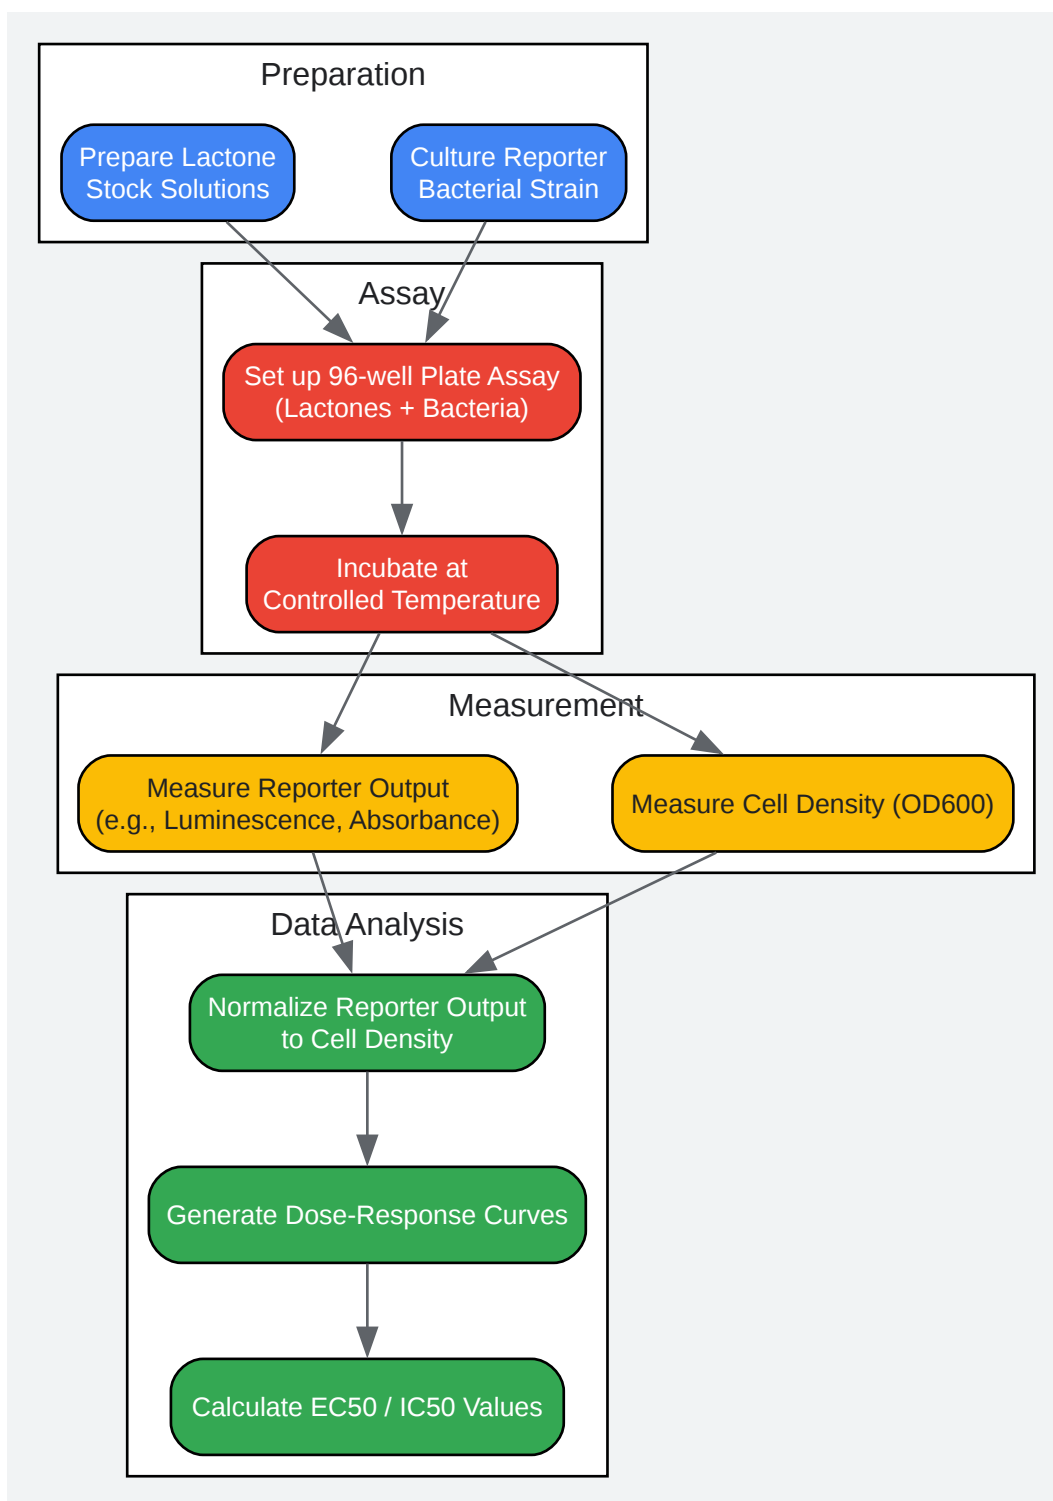 Preparation
Prepare Lactone
Stock Solutions
Culture Reporter
Bacterial Strain
Assay
Set up 96-well Plate Assay
(Lactones + Bacteria)
Incubate at
Controlled Temperature
Measurement
Measure Reporter Output
(e.g., Luminescence, Absorbance)
Measure Cell Density (OD600)
Data Analysis
Normalize Reporter Output
to Cell Density
Generate Dose-Response Curves
Calculate EC50 / IC50 Values